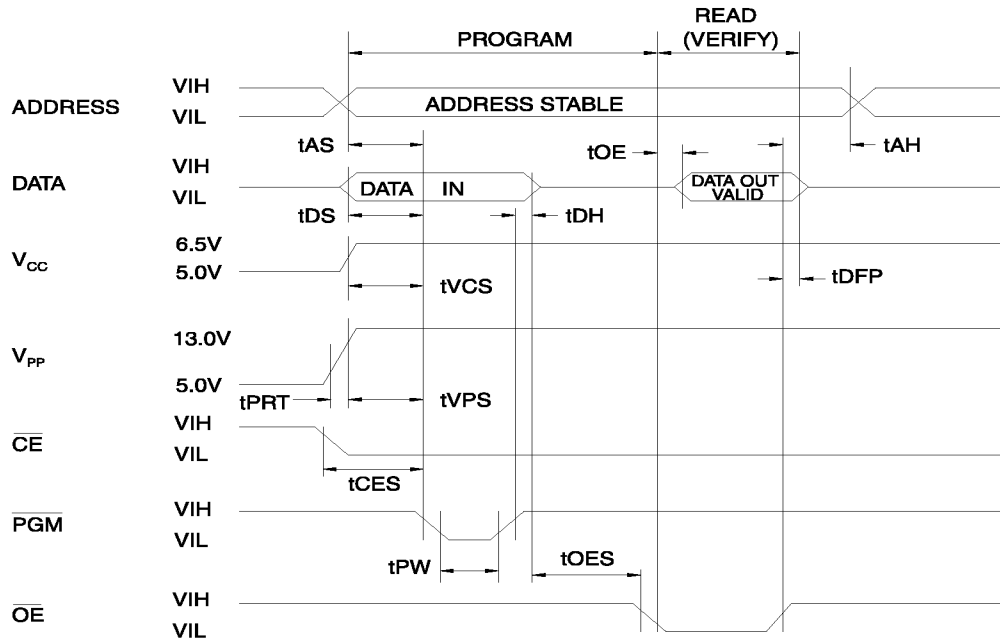 READ
PROGRAM (VERIFY)
ADDRESS VIH
VIL
ADDRESS STABLE
tAS
tOE
tAH
DATA VIH
VIL
DATA IN
DATA OUT
VALID
tDS
tDH
VCC 6.5V
5.0V
tVCS
tDFP
VPP 13.0V
5.0V
tPRT
tVPS
CE VIH
VIL
tCES
PGM VIH
VIL
tPW
tOES
OE VIH
VIL